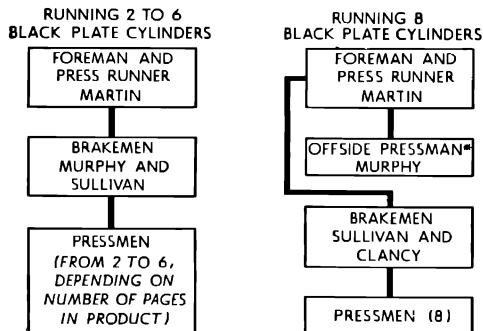 RUNNING 2 TO 6
BLACK PLATE CYLINDERS
FOREMAN AND
PRESS RUNNER
MARTIN
BRAKEMEN
MURPHY AND
SULLIVAN
PRESSMEN
(FROM 2 TO 6,
DEPENDING ON
NUMBER OF PAGES
IN PRODUCT)
RUNNING 8
BLACK PLATE CYLINDERS
FOREMAN AND
PRESS RUNNER
MARTIN
OFFSIDE PRESSMAN*
MURPHY
BRAKEMEN
SULLIVAN AND
CLANCY
PRESSMEN (8)